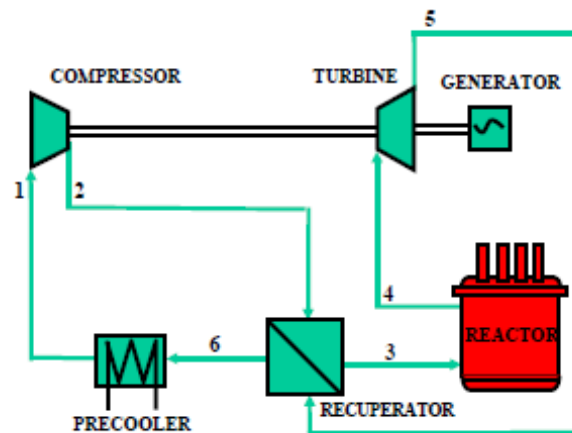 5
COMPRESSOR
TURBINE
GENERATOR
1
2
4
REACTOR
6
3
RECUPERATOR
PRECOOLER